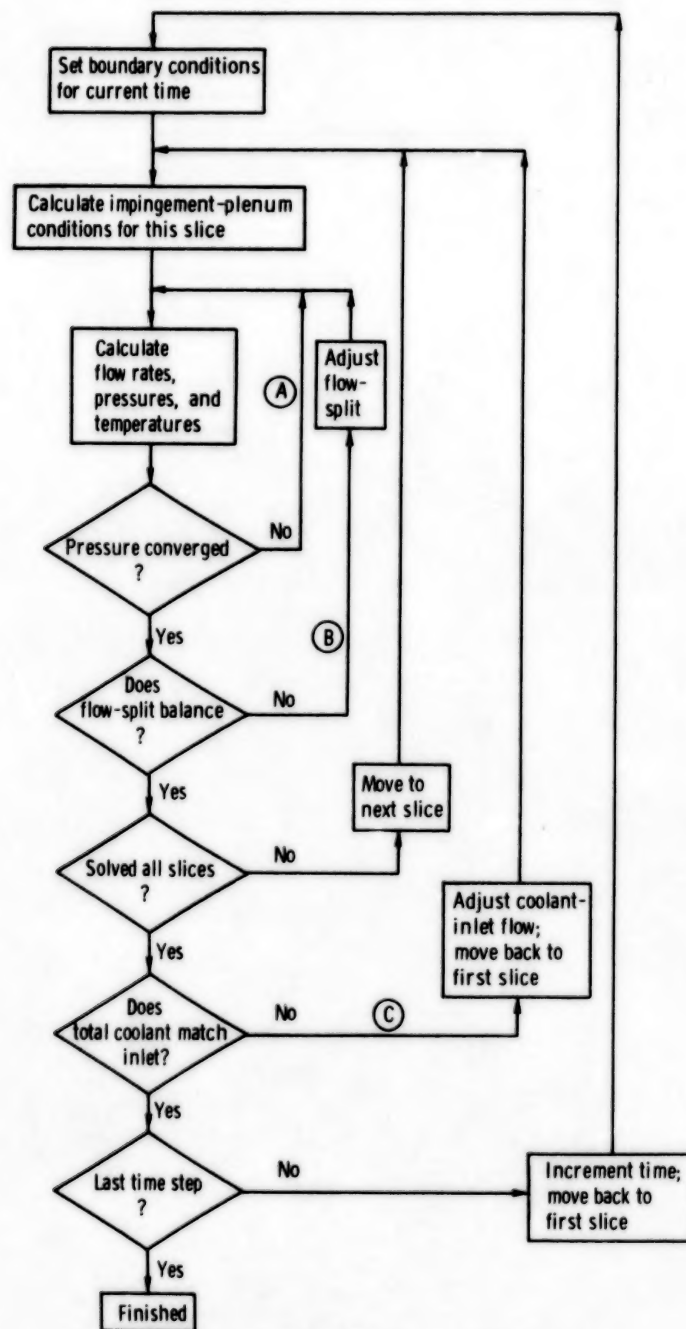 Set boundary conditions
for current time
Calculate impingement-plenum
conditions for this slice
Calculate
flow rates,
pressures, and
temperatures
A
Adjust
flow-
split
No
Pressure converged
?
Yes
B
Does
flow-split balance
?
No
Yes
Move to
next slice
Solved all slices
?
No
Yes
Adjust coolant-
inlet flow;
move back to
first slice
Does
total coolant match
inlet?
No
C
Yes
Last time step
?
No
Increment time;
move back to
first slice
Yes
Finished